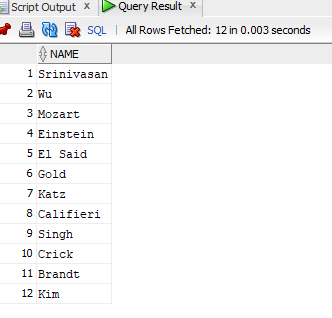 Script Output x Query Result x
SQL | All Rows Fetched: 12 in 0.003 seconds
NAME
1 Srinivasan
2 Wu
3 Mozart
4 Einstein
5 El Said
6 Gold
7 Katz
8 Califieri
9 Singh
10 Crick
11 Brandt
12 Kim